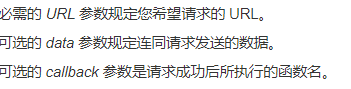 必需的 URL 参数规定您希望请求的 URL。
可选的 data 参数规定连同请求发送的数据。
可选的 callback 参数是请求成功后所执行的函数名。